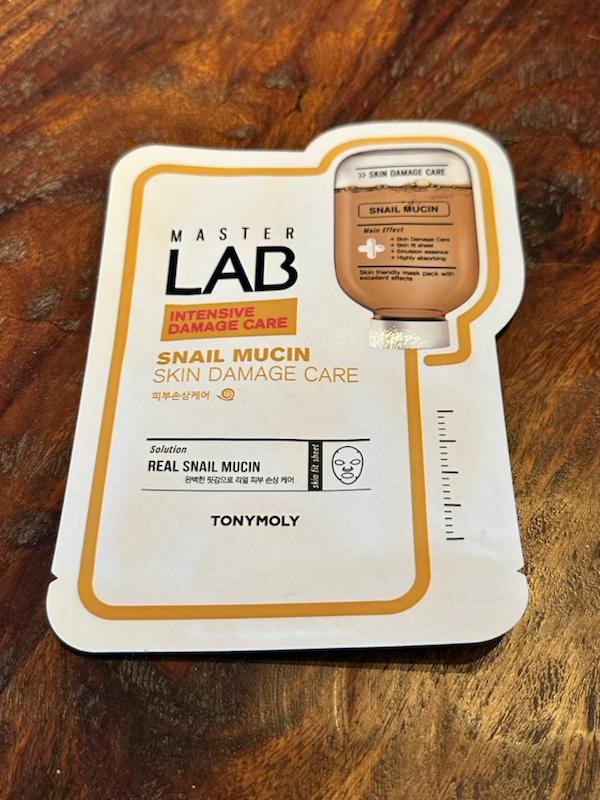 >> SKIN DAMAGE CARE
SNAIL MUCIN
Main Effect
+ Skin Damage Care
+ Skin fit sheet
+ Emulsion essence
+ Highly absorbing
Skin friendly mask pack with
excellent effects
MASTER
LAB
INTENSIVE
DAMAGE CARE
SNAIL MUCIN
SKIN DAMAGE CARE
피부손상케어
Solution
REAL SNAIL MUCIN
완벽한 핏감으로 리얼 피부 손상 케어
skin fit sheet
TONYMOLY